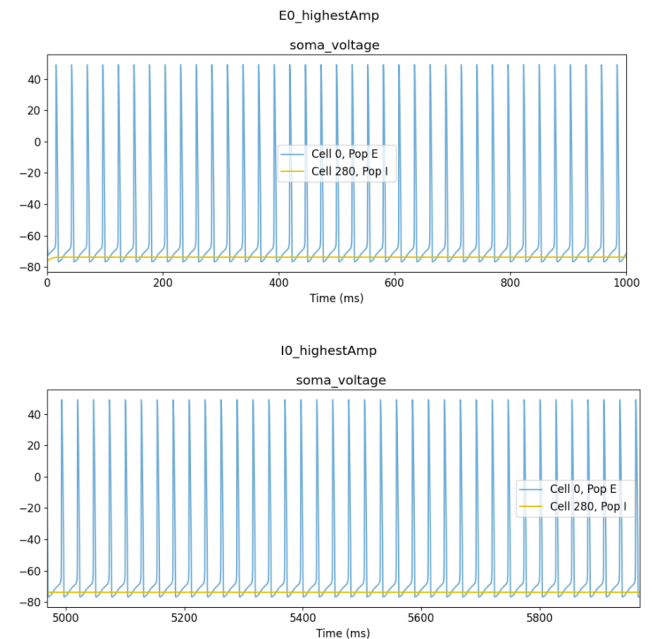 E0_highestAmp
soma_voltage
40
20
0
−20
−40
−60
−80
Cell 0, Pop E
Cell 280, Pop I
0
200
400
600
800
1000
Time (ms)
I0_highestAmp
soma_voltage
40
20
0
−20
−40
−60
−80
Cell 0, Pop E
Cell 280, Pop I
5000
5200
5400
5600
5800
Time (ms)